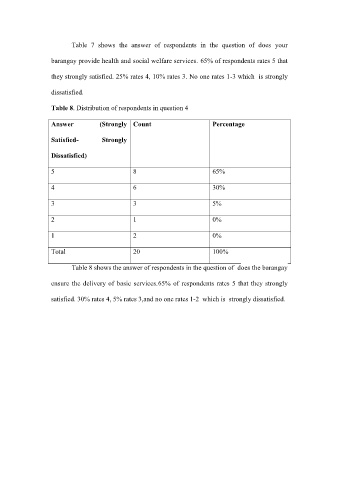 Table 7 shows the answer of respondents in the question of does your
barangay provide health and social welfare services. 65% of respondents rates 5 that
they strongly satisfied. 25% rates 4, 10% rates 3. No one rates 1-3 which is strongly
dissatisfied.
Table 8. Distribution of respondents in question 4
Answer (Strongly Count Percentage
Satisfied- Strongly
Dissatisfied)
5 8 65%
4 6 30%
3 3 5%
2 1 0%
1 2 0%
Total 20 100%
Table 8 shows the answer of respondents in the question of does the barangay
ensure the delivery of basic services.65% of respondents rates 5 that they strongly
satisfied. 30% rates 4, 5% rates 3,and no one rates 1-2 which is strongly dissatisfied.